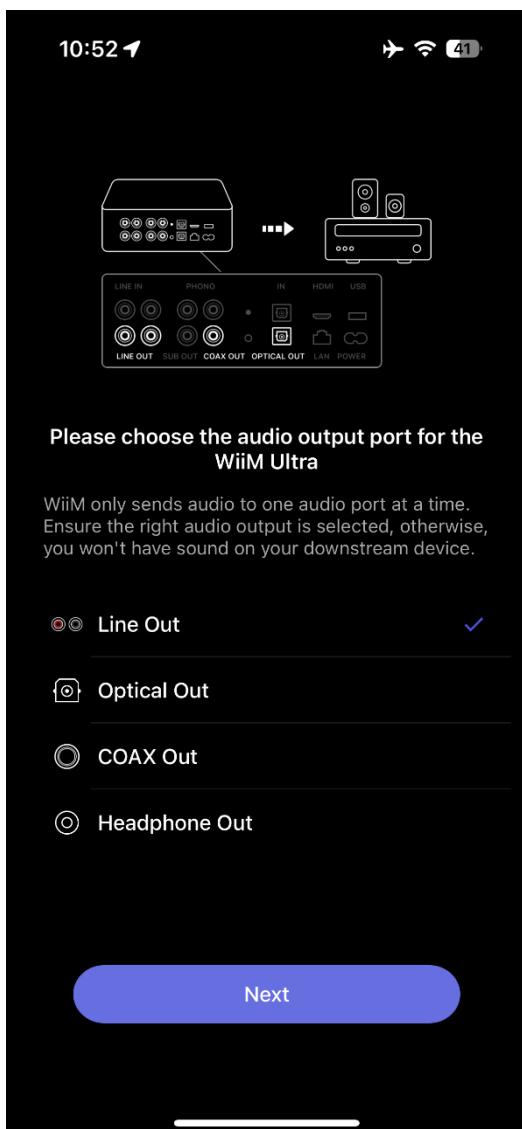 10:52
41
LINE IN PHONO IN HDMI USB
LINE OUT SUB OUT COAX OUT OPTICAL OUT LAN POWER
Please choose the audio output port for the
WiiM Ultra
WiiM only sends audio to one audio port at a time.
Ensure the right audio output is selected, otherwise,
you won't have sound on your downstream device.
Line Out
Optical Out
COAX Out
Headphone Out
Next